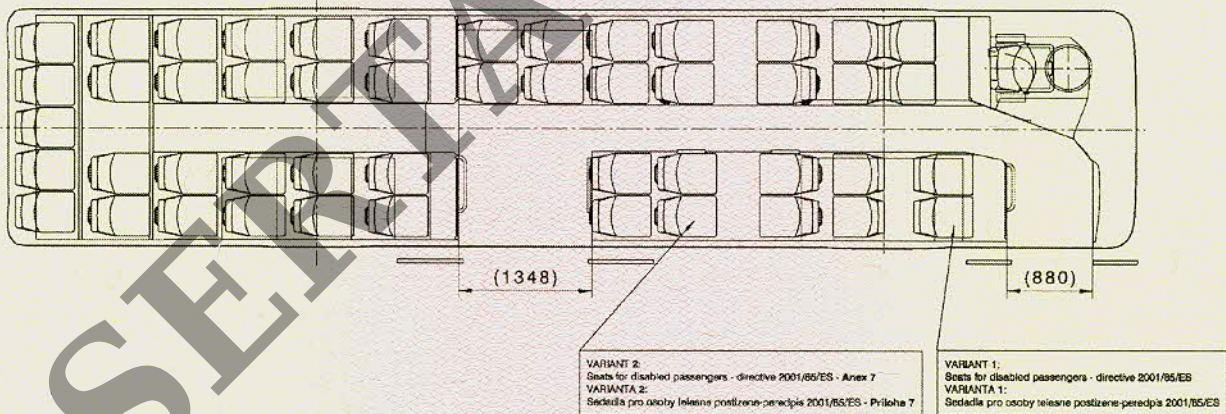 SERTA
(1348)
(880)
VARIANT 2:
Seats for disabled passengers - directive 2001/85/ES - Anex 7
VARIANTA 2:
Sedadla pro osoby telesne postizene-peredpis 2001/85/ES - Priloha 7
VARIANT 1:
Seats for disabled passengers - directive 2001/85/ES
VARIANTA 1:
Sedadla pro osoby telesne postizene-peredpis 2001/85/ES